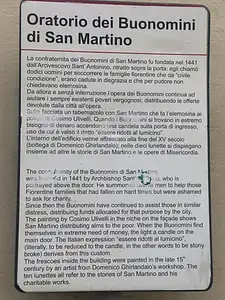 Oratorio dei Buonomini
di San Martino
La confraternita dei Buonomini di San Martino fu fondata nel 1441
dall'Arcivescovo Sant' Antonino, ritratto sopra la porta: egli chiamò
dodici uomini per soccorrere le famiglie fiorentine che da "civile
condizione", erano cadute in disgrazia e che per pudore non
chiedevano elemosina.
Da allora e senza interruzione l'opera dei Buonomini continua ad
aiutare i sempre esistenti poveri vergognosi, distribuendo le offerte
devolute dalla città all'opera.
Sulla facciata un tabernacolo con San Martino che fa l'elemosina ai
poveri di Cosimo Ulivelli. Quando i Buonomini si trovano in estremo
bisogno di denaro accendono una candela sulla porta di ingresso,
uso da cui è visto il detto "essere ridotti al lumicino".
L'interno dell'edificio venne affrescato alla fine del XV secolo
(bottega di Domenico Ghirlandaio), nelle dieci lunette si dispiegano
insieme ad altre le storie di San Martino e le opere di Misericordia.
The confraternity of the Buonomini di San Martino
was founded in 1441 by Archbishop Sant' who is
portrayed above the door. He summoned twelve men to help those
Florentine families that had fallen on hard times but were ashamed
to ask for charity.
Since then the Buonomini have continued to assist those in similar
distress, distributing funds allocated for that purpose by the city.
The painting by Cosimo Ulivelli in the niche on the façade shows
San Martino distributing alms to the poor. When the Buonomini find
themselves in extreme need of money, they light a candle on the
main door. The Italian expression "essere ridotti al lumicino",
(literally, to be reduced to the candle, in other words to be stony
broke) derives from this custom.
The frescoes inside the building were painted in the late 15th
century by an artist from Domenico Ghirlandaio's workshop. The
ten lunettes all refer to the stories of San Martino and his
charitable works.